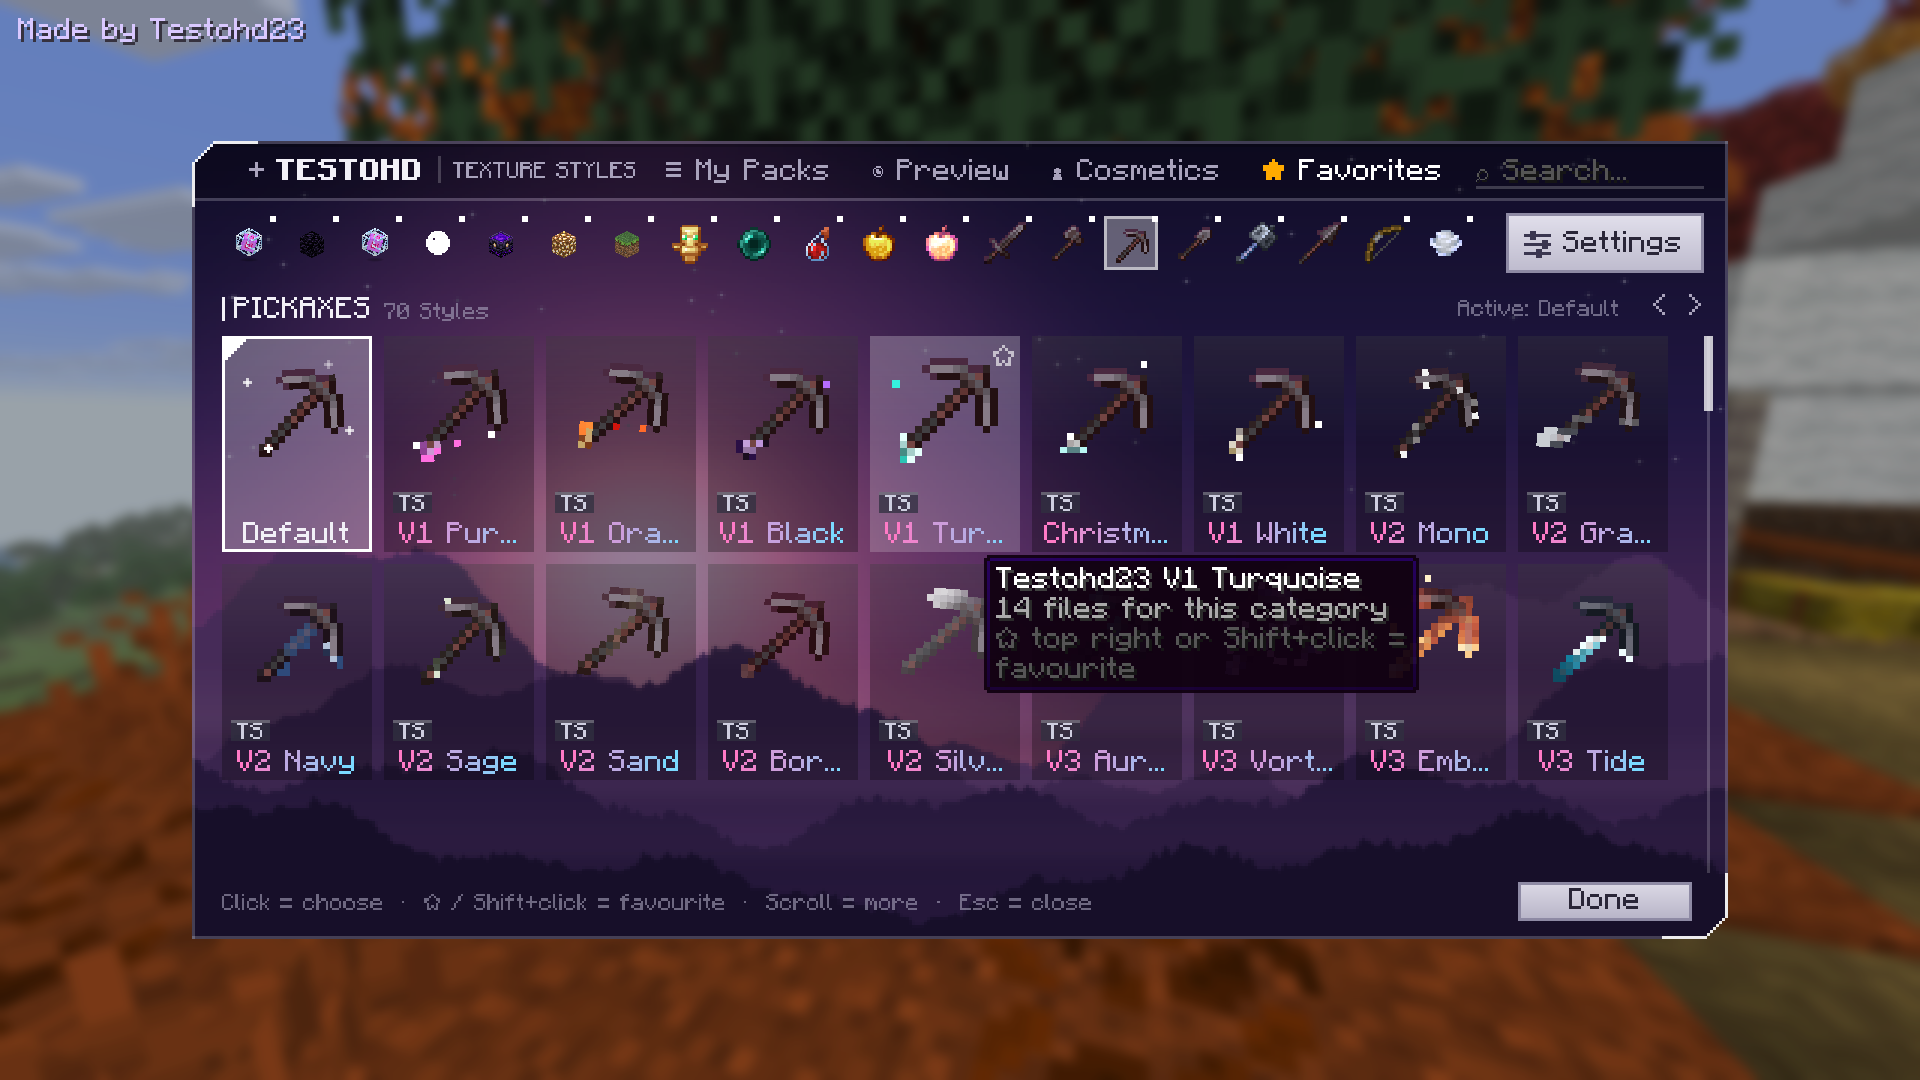 Made by Testohd23
+ TESTOHD | TEXTURE STYLES
My Packs
Preview
Cosmetics
Favorites
Search...
Settings
PICKAXES 70 Styles
Active: Default
Default
TS
V1 Pur...
TS
V1 Ora...
TS
V1 Black
TS
V1 Tur...
TS
Christm...
TS
V1 White
TS
V2 Mono
TS
V2 Gra...
Testohd23 V1 Turquoise
14 files for this category
☆ top right or Shift+click =
favourite
TS
V2 Navy
TS
V2 Sage
TS
V2 Sand
TS
V2 Bor...
TS
V2 Silv...
TS
V3 Aur...
TS
V3 Vort...
TS
V3 Emb...
TS
V3 Tide
Click = choose · ☆ / Shift+click = favourite · Scroll = more · Esc = close
Done